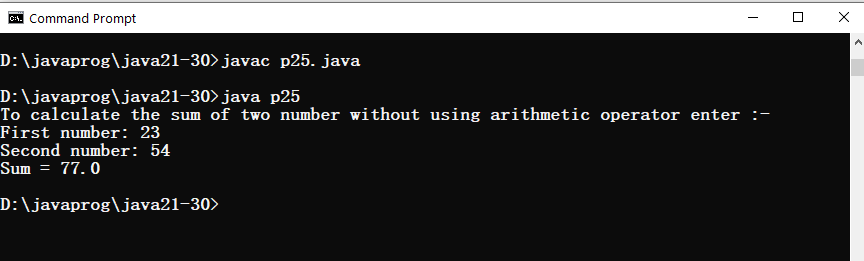 Command Prompt
D:\javaprog\java21-30>javac p25.java
D:\javaprog\java21-30>java p25
To calculate the sum of two number without using arithmetic operator enter :-
First number: 23
Second number: 54
Sum = 77.0
D:\javaprog\java21-30>